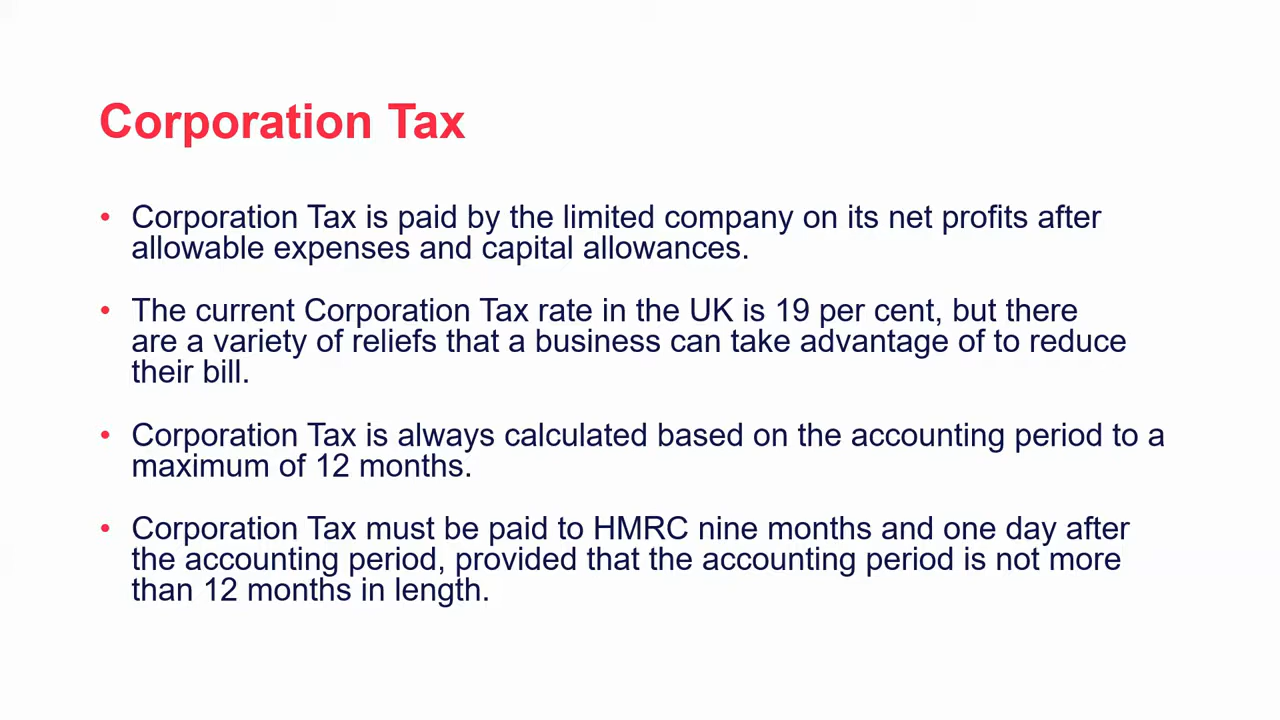 Corporation Tax
• Corporation Tax is paid by the limited company on its net profits after
allowable expenses and capital allowances.
• The current Corporation Tax rate in the UK is 19 per cent, but there
are a variety of reliefs that a business can take advantage of to reduce
their bill.
• Corporation Tax is always calculated based on the accounting period to a
maximum of 12 months.
• Corporation Tax must be paid to HMRC nine months and one day after
the accounting period, provided that the accounting period is not more
than 12 months in length.